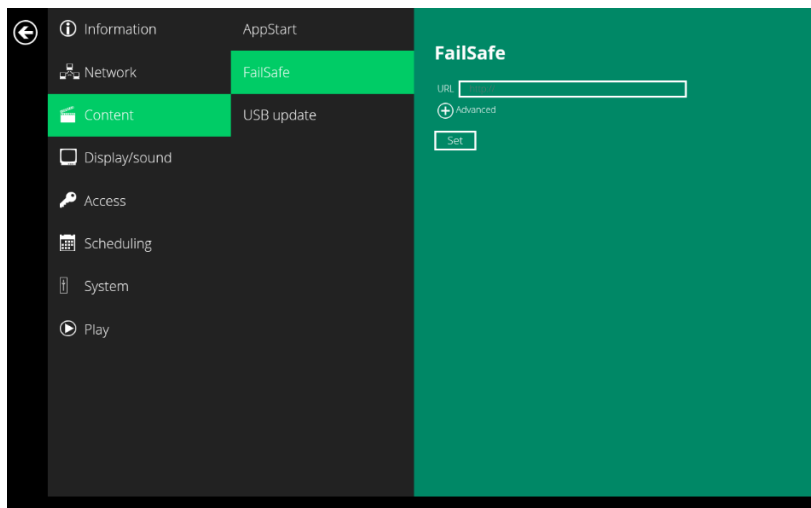 Information
Network
Content
Display/sound
Access
Scheduling
System
Play
AppStart
FailSafe
USB update
FailSafe
URL
Advanced
Set